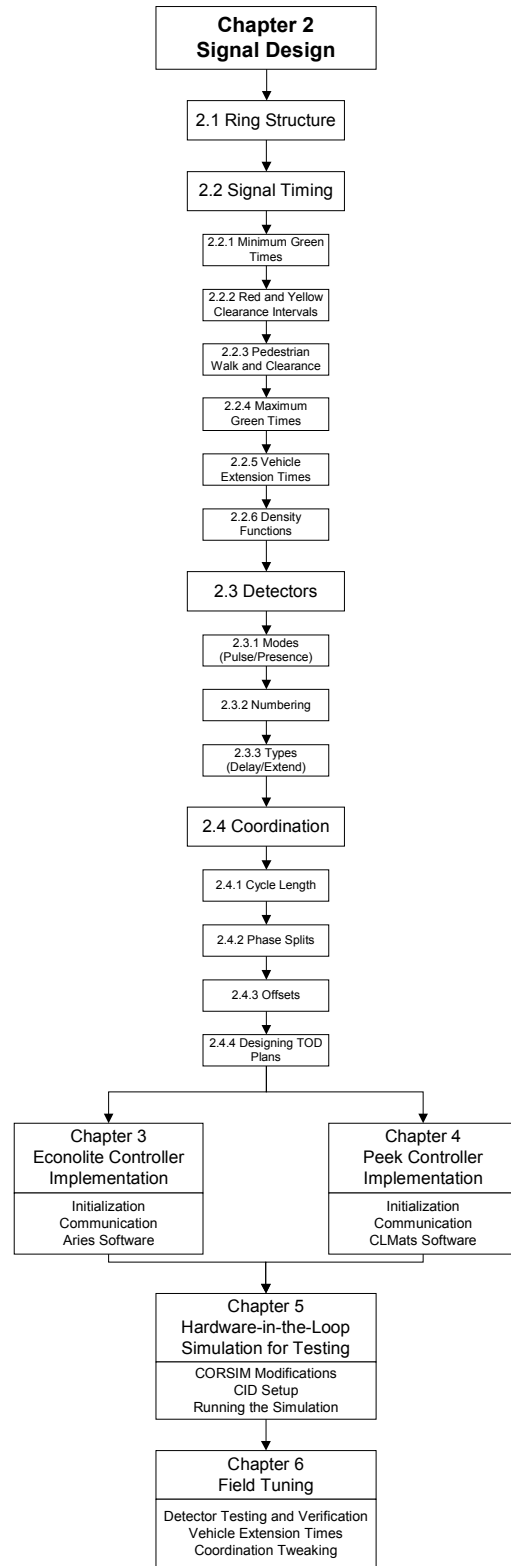 Chapter 2
Signal Design
2.1 Ring Structure
2.2 Signal Timing
2.2.1 Minimum Green
Times
2.2.2 Red and Yellow
Clearance Intervals
2.2.3 Pedestrian
Walk and Clearance
2.2.4 Maximum
Green Times
2.2.5 Vehicle
Extension Times
2.2.6 Density
Functions
2.3 Detectors
2.3.1 Modes
(Pulse/Presence)
2.3.2 Numbering
2.3.3 Types
(Delay/Extend)
2.4 Coordination
2.4.1 Cycle Length
2.4.2 Phase Splits
2.4.3 Offsets
2.4.4 Designing TOD
Plans
Chapter 3
Econolite Controller
Implementation
Initialization
Communication
Aries Software
Chapter 4
Peek Controller
Implementation
Initialization
Communication
CLMats Software
Chapter 5
Hardware-in-the-Loop
Simulation for Testing
CORSIM Modifications
CID Setup
Running the Simulation
Chapter 6
Field Tuning
Detector Testing and Verification
Vehicle Extension Times
Coordination Tweaking